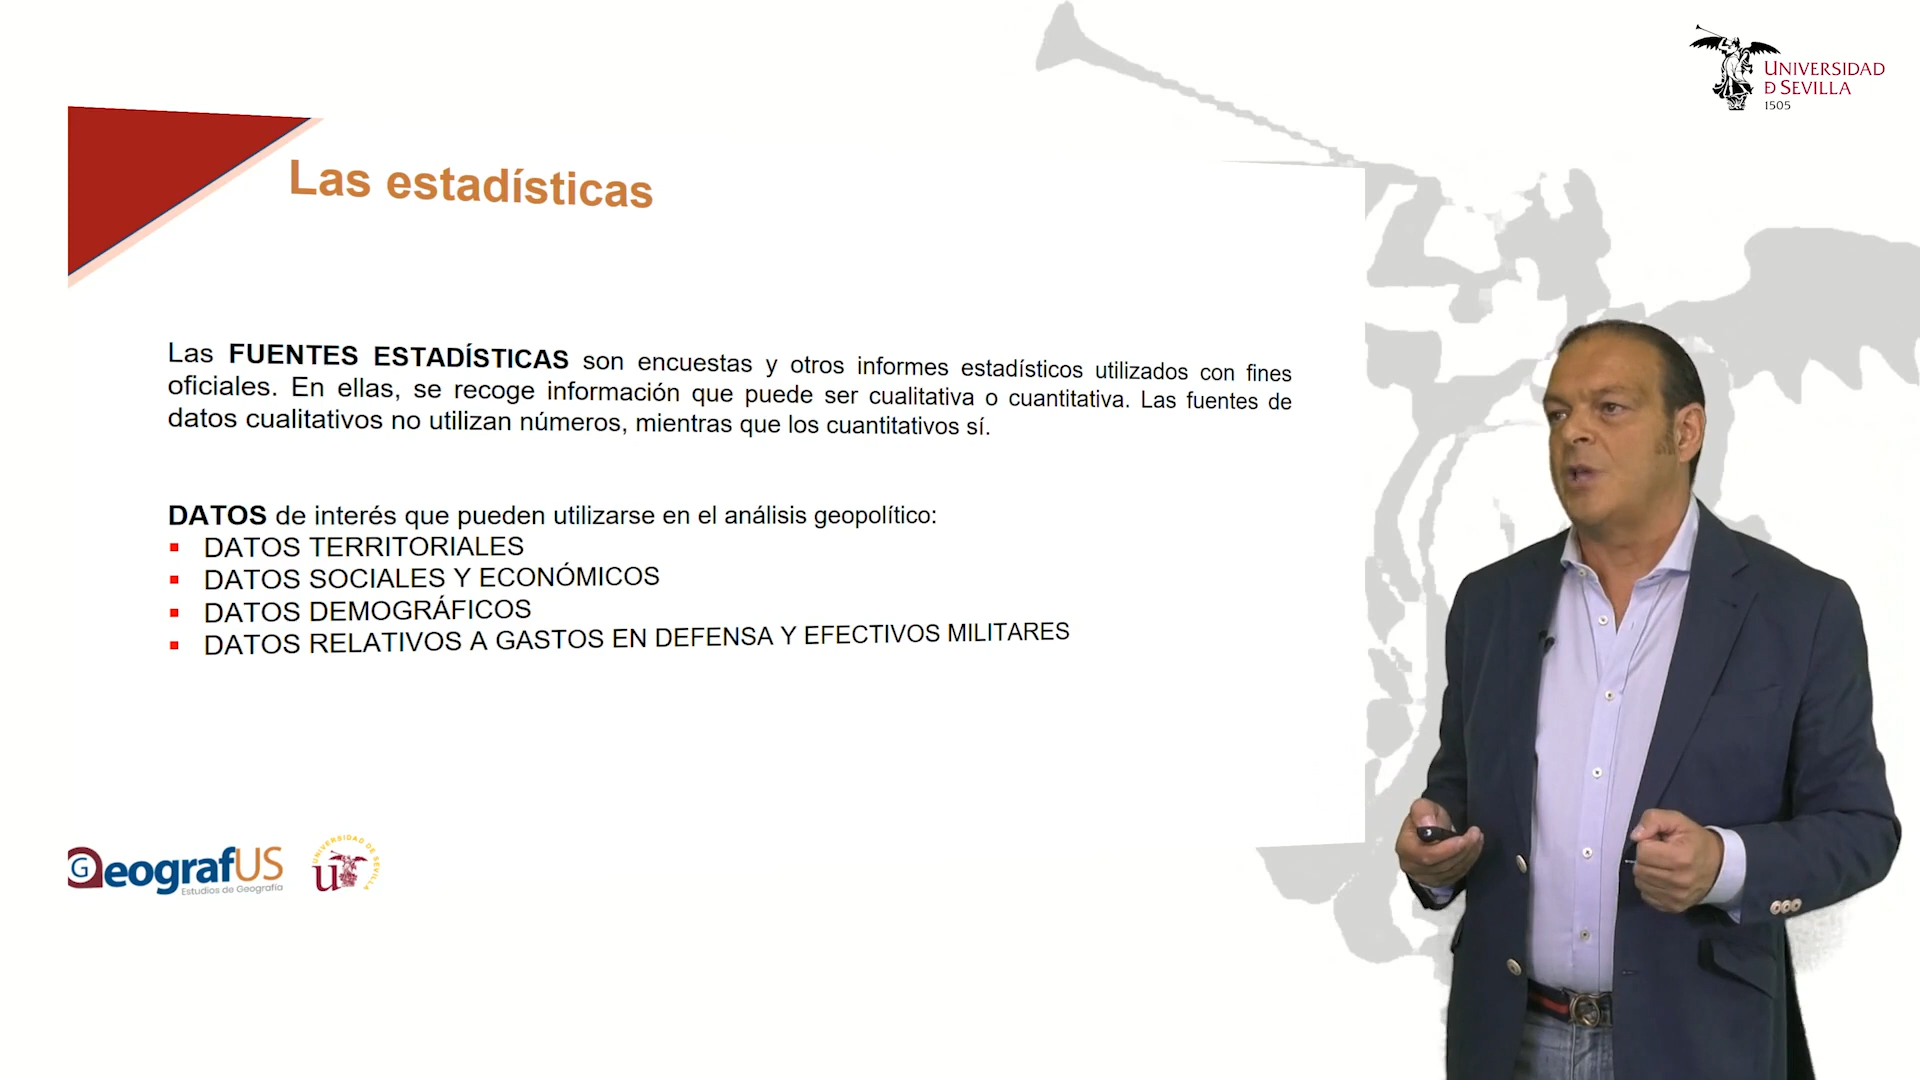 UNIVERSIDAD
Đ SEVILLA
1505
Las estadísticas
Las FUENTES ESTADÍSTICAS son encuestas y otros informes estadísticos utilizados con fines
oficiales. En ellas, se recoge información que puede ser cualitativa o cuantitativa. Las fuentes de
datos cualitativos no utilizan números, mientras que los cuantitativos sí.
DATOS de interés que pueden utilizarse en el análisis geopolítico:
▪ DATOS TERRITORIALES
▪ DATOS SOCIALES Y ECONÓMICOS
▪ DATOS DEMOGRÁFICOS
▪ DATOS RELATIVOS A GASTOS EN DEFENSA Y EFECTIVOS MILITARES
GeografUS
Estudios de Geografía
UNIVERSIDAD DE SEVILLA
u